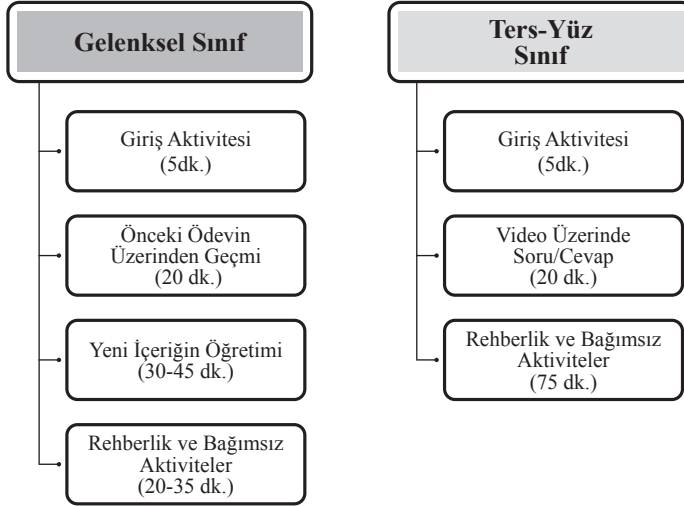 Gelenksel Sınıf
Giriş Aktivitesi
(5dk.)
Önceki Ödevin
Üzerinden Geçmi
(20 dk.)
Yeni İçeriğin Öğretimi
(30-45 dk.)
Rehberlik ve Bağımsız
Aktiviteler
(20-35 dk.)
Ters-Yüz
Sınıf
Giriş Aktivitesi
(5dk.)
Video Üzerinde
Soru/Cevap
(20 dk.)
Rehberlik ve Bağımsız
Aktiviteler
(75 dk.)